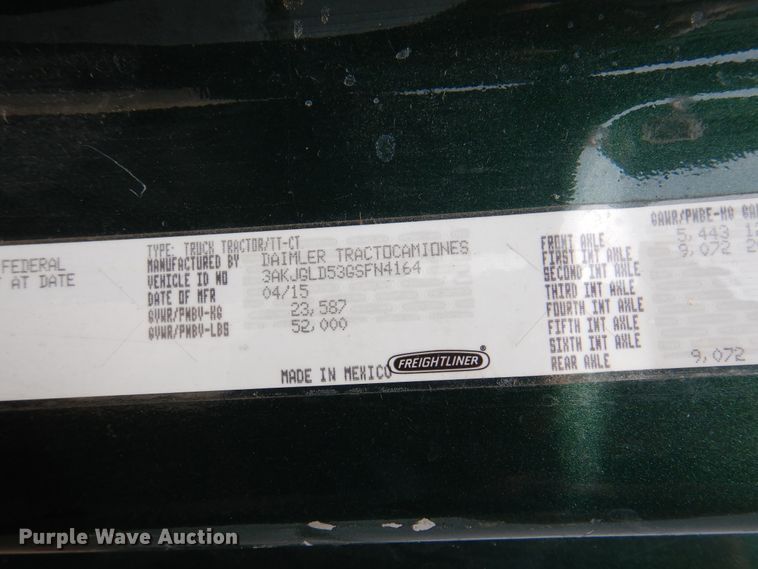 FEDERAL
T AT DATE
TYPE: TRUCK TRACTOR/TT-CT
MANUFACTURED BY DAIMLER TRACTOCAMIONES
VEHICLE ID NO 3AKJGLD53GSFN4164
DATE OF MFR 04/15
GVWR/PNBV-KG 23,587
GVWR/PNBV-LBS 52,000
MADE IN MEXICO
FREIGHTLINER®
GAWR/PNBE-KG GA
FRONT AXLE 5,443 12
FIRST INT AXLE 9,072 2
SECOND INT AXLE
THIRD INT AXLE
FOURTH INT AXLE
FIFTH INT AXLE
SIXTH INT AXLE
REAR AXLE 9,072
Purple Wave Auction